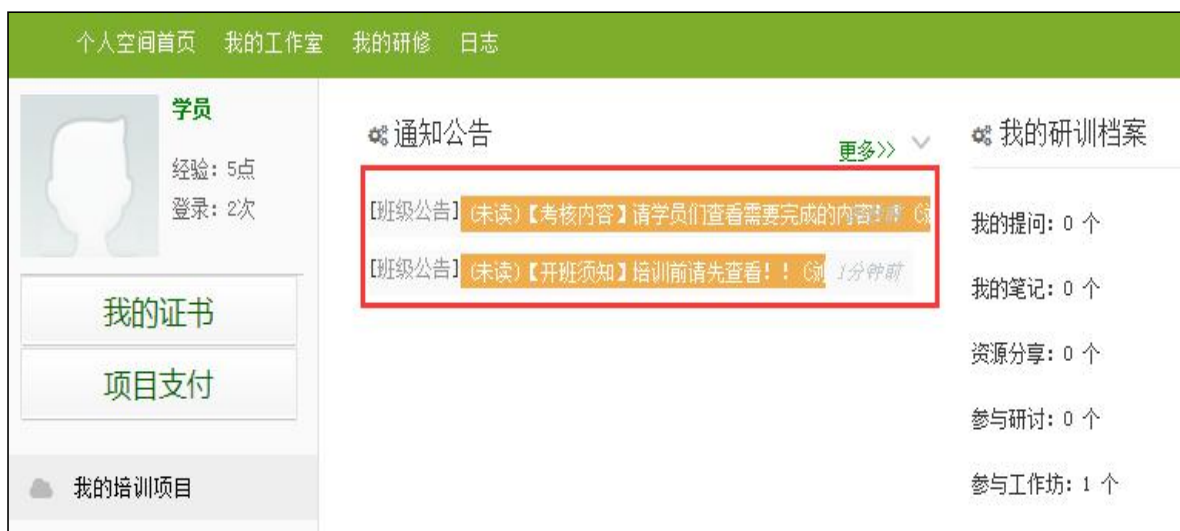 个人空间首页 我的工作室 我的研修 日志
学员
经验: 5点
登录: 2次
我的证书
项目支付
我的培训项目
通知公告
更多>>
[班级公告] (未读)【考核内容】请学员们查看需要完成的内容!!
[班级公告] (未读)【开班须知】培训前请先查看!! 1分钟前
我的研训档案
我的提问: 0 个
我的笔记: 0 个
资源分享: 0 个
参与研讨: 0 个
参与工作坊: 1 个